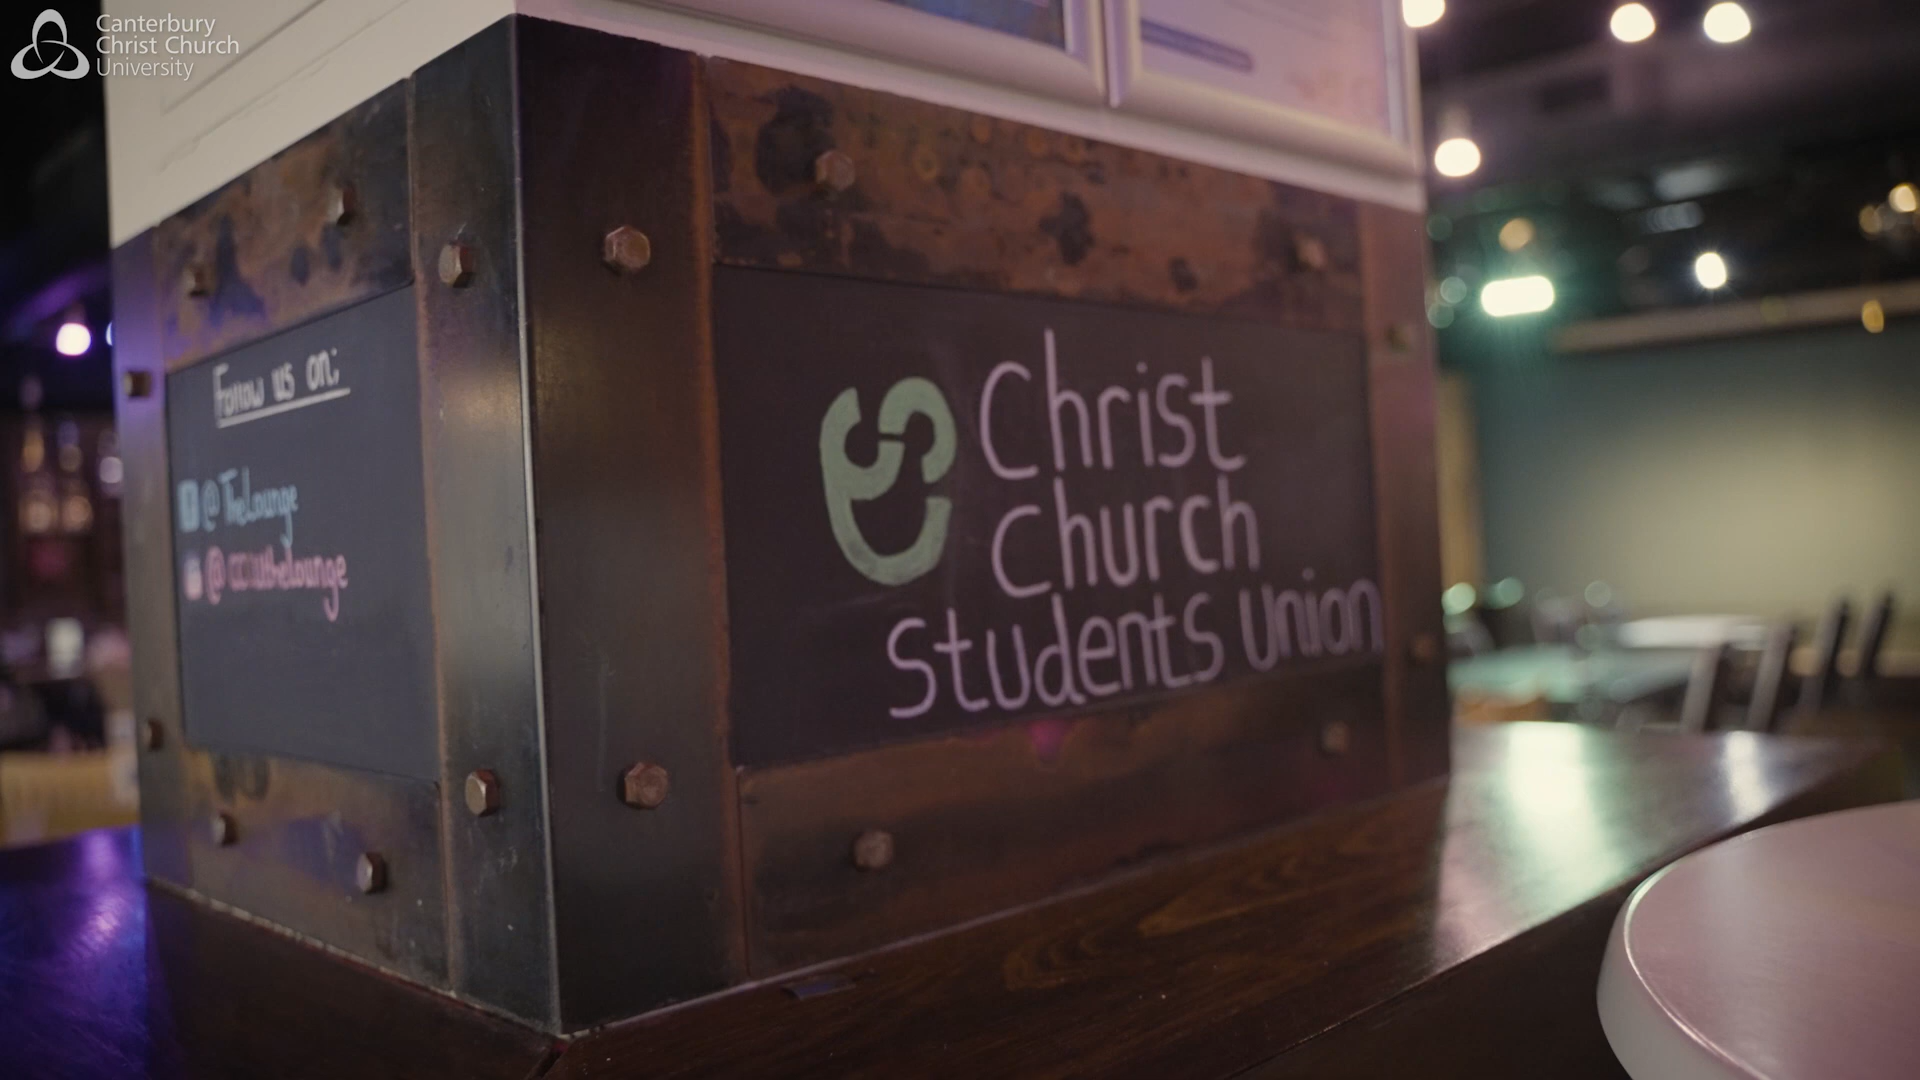 Canterbury
Christ Church
University
Follow us on:
@TheLounge
@ccsuthelounge
Christ
Church
Students Union